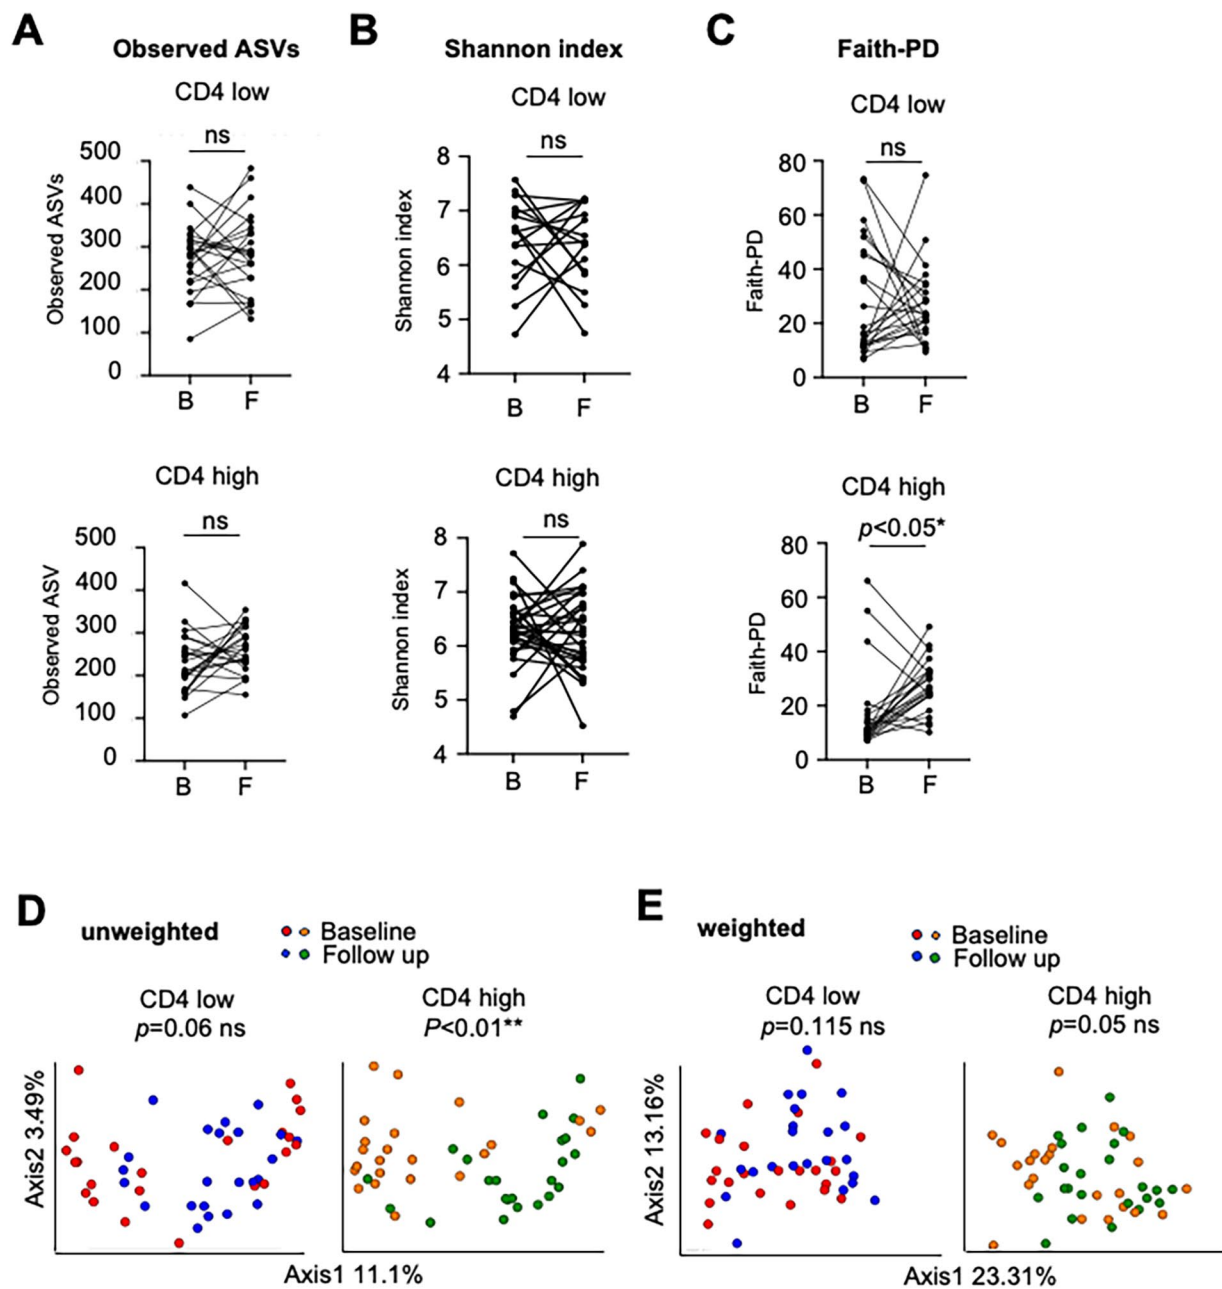 A
Observed ASVs
CD4 low
ns
500
400
300
200
100
0
Observed ASVs
B
F
B
Shannon index
CD4 low
ns
8
7
6
5
4
Shannon index
B
F
C
Faith-PD
CD4 low
ns
80
60
40
20
0
Faith-PD
B
F
CD4 high
ns
500
400
300
200
100
0
Observed ASV
B
F
CD4 high
ns
8
7
6
5
4
Shannon index
B
F
CD4 high
p<0.05*
80
60
40
20
0
Faith-PD
B
F
D
unweighted
Baseline
Follow up
CD4 low
p=0.06 ns
CD4 high
P<0.01**
Axis2 3.49%
Axis1 11.1%
E
weighted
Baseline
Follow up
CD4 low
p=0.115 ns
CD4 high
p=0.05 ns
Axis2 13.16%
Axis1 23.31%